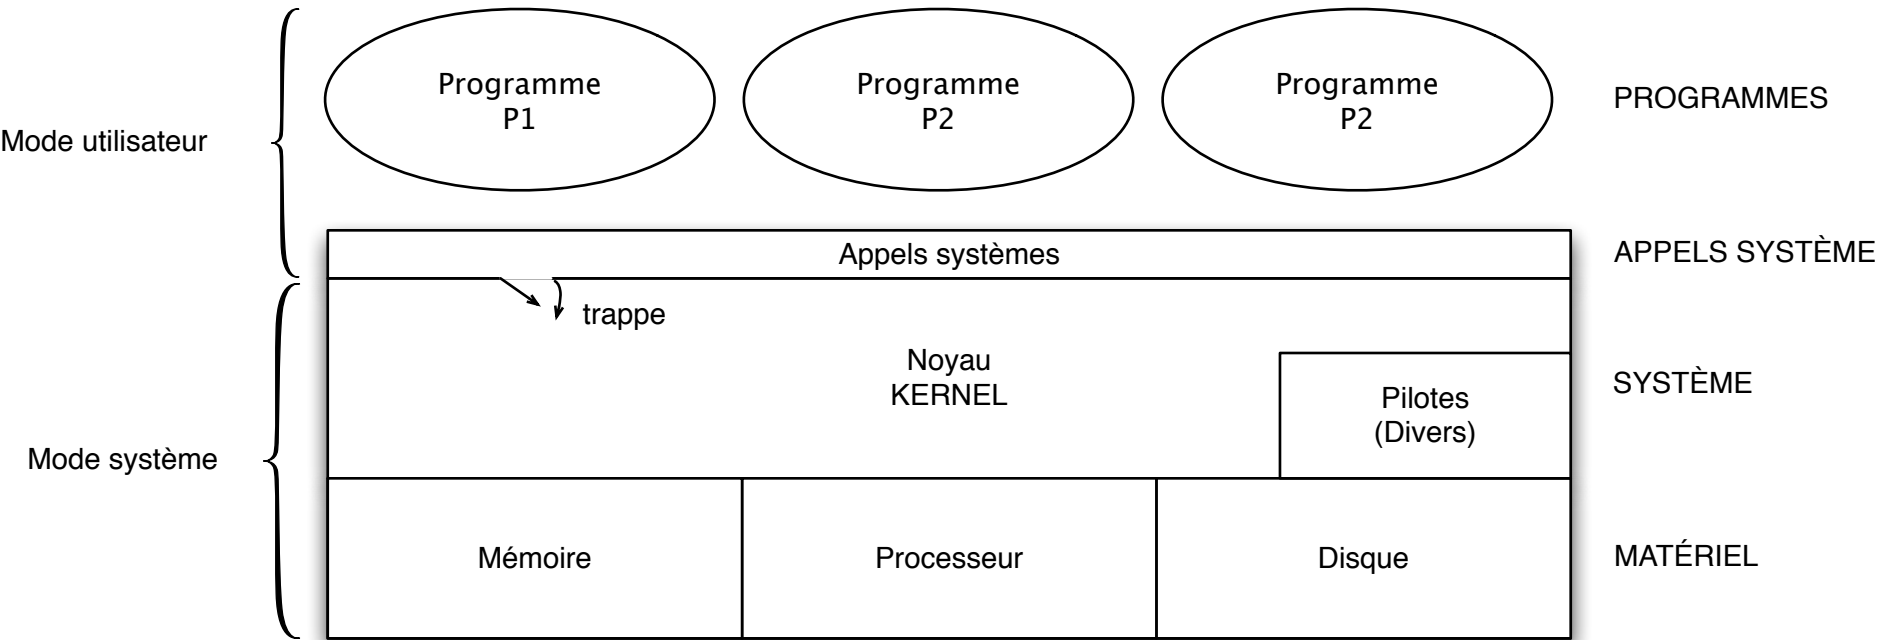 Programme
P1
Programme
P2
Programme
P2
PROGRAMMES
Mode utilisateur
Appels systèmes
APPELS SYSTÈME
trappe
Noyau
KERNEL
Pilotes
(Divers)
SYSTÈME
Mode système
Mémoire
Processeur
Disque
MATÉRIEL